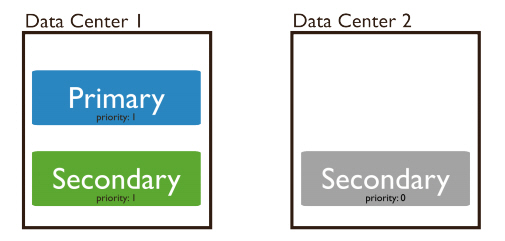 Data Center 1
Primary
priority: 1
Secondary
priority: 1
Data Center 2
Secondary
priority: 0